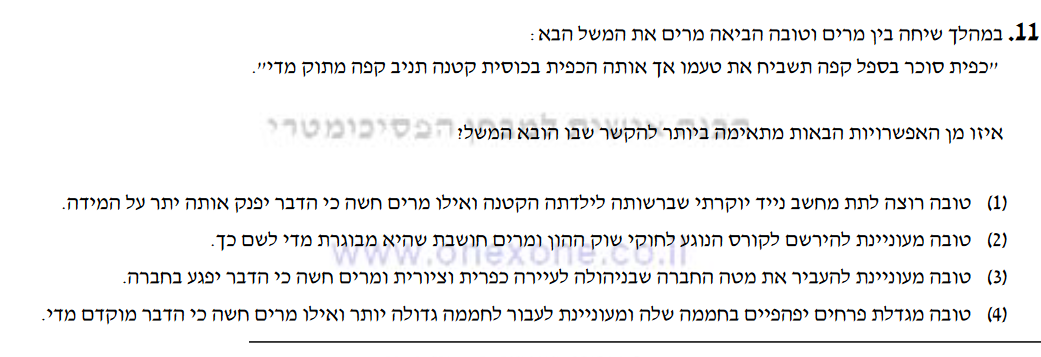 11. במהלך שיחה בין מרים וטובה הביאה מרים את המשל הבא:
"כפית סוכר בספל קפה תשביח את טעמו אך אותה הכפית בכוסית קטנה תניב קפה מתוק מדי".
הכנה אישית למבחן הפסיכומטרי
איזו מן האפשרויות הבאות מתאימה ביותר להקשר שבו הובא המשל?
(1) טובה רוצה לתת מחשב נייד יוקרתי שברשותה לילדתה הקטנה ואילו מרים חשה כי הדבר יפנק אותה יתר על המידה.
(2) טובה מעוניינת להירשם לקורס הנוגע לחוקי שוק ההון ומרים חושבת שהיא מבוגרת מדי לשם כך.
www.onexone.co.il
(3) טובה מעוניינת להעביר את מטה החברה שבניהולה לעיירה כפרית וציורית ומרים חשה כי הדבר יפגע בחברה.
(4) טובה מגדלת פרחים יפהפיים בחממה שלה ומעוניינת לעבור לחממה גדולה יותר ואילו מרים חשה כי הדבר מוקדם מדי.